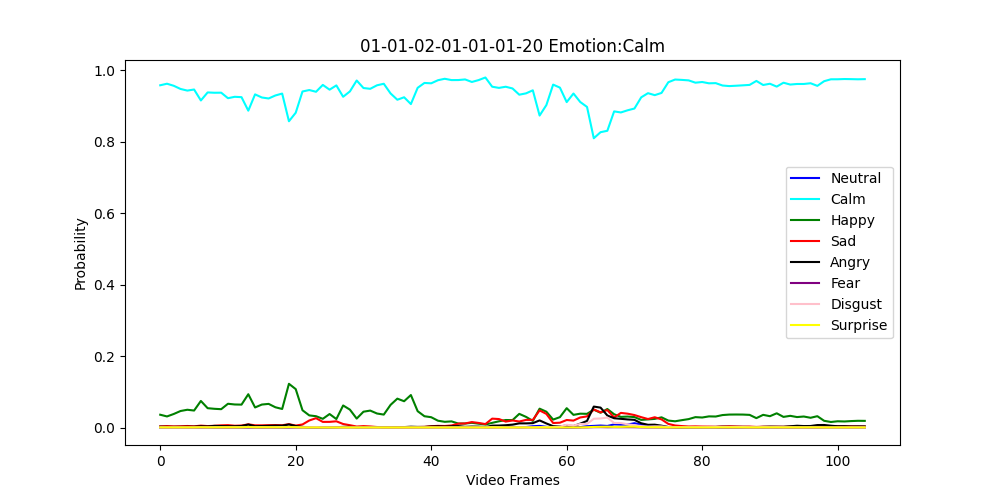 01-01-02-01-01-01-20 Emotion:Calm
1.0
0.8
0.6
0.4
0.2
0.0
Probability
0
20
40
60
80
100
Video Frames
Neutral
Calm
Happy
Sad
Angry
Fear
Disgust
Surprise